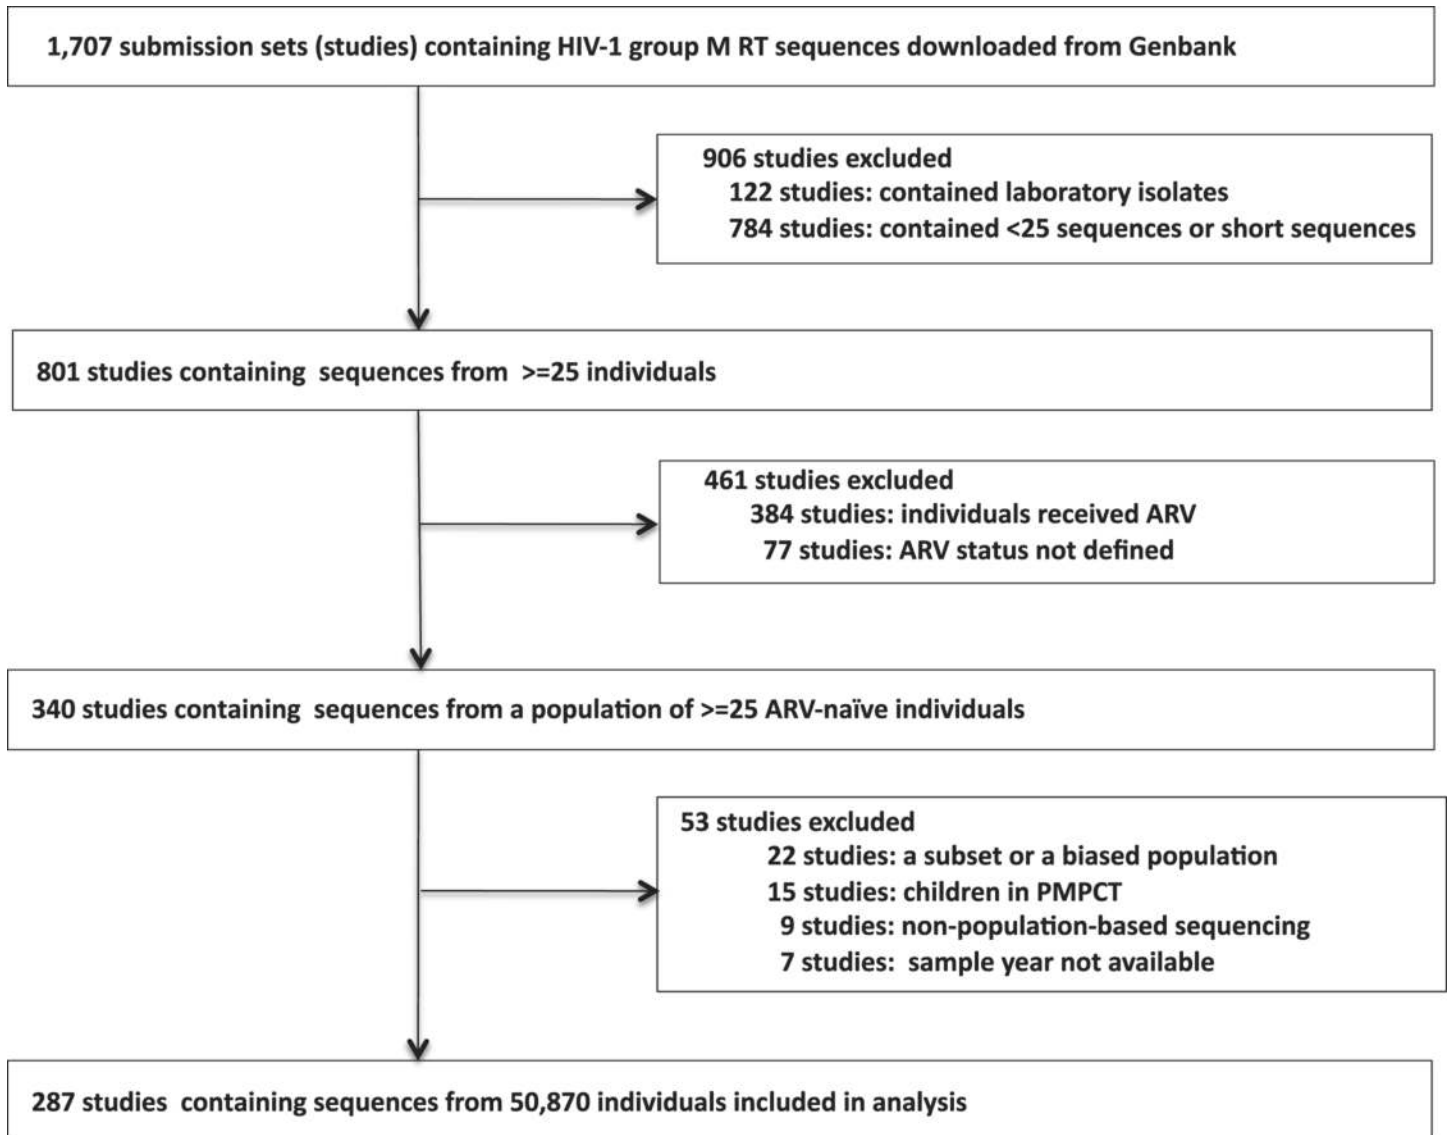 1,707 submission sets (studies) containing HIV-1 group M RT sequences downloaded from Genbank
906 studies excluded
122 studies: contained laboratory isolates
784 studies: contained <25 sequences or short sequences
801 studies containing sequences from >=25 individuals
461 studies excluded
384 studies: individuals received ARV
77 studies: ARV status not defined
340 studies containing sequences from a population of >=25 ARV-naïve individuals
53 studies excluded
22 studies: a subset or a biased population
15 studies: children in PMPCT
9 studies: non-population-based sequencing
7 studies: sample year not available
287 studies containing sequences from 50,870 individuals included in analysis